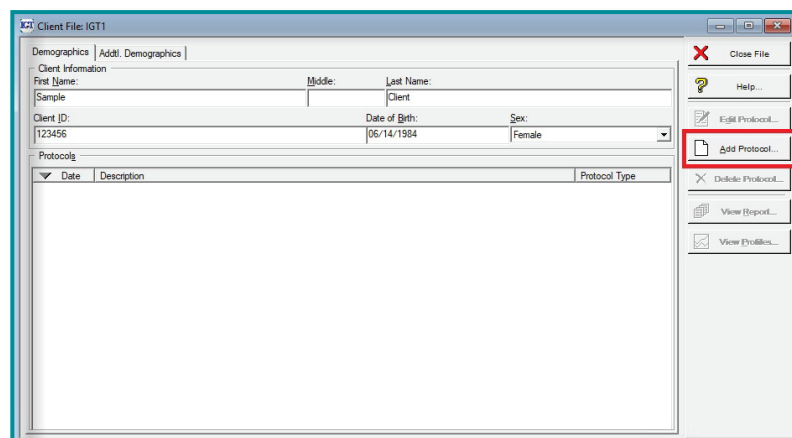 IGT Client File: IGT1
Demographics Addtl. Demographics
Client Information
First Name: Middle: Last Name:
Sample Client
Client ID: Date of Birth: Sex:
123456 06/14/1984 Female
Protocols
Date Description Protocol Type
Close File
Help...
Edit Protocol...
Add Protocol...
Delete Protocol...
View Report...
View Profiles...